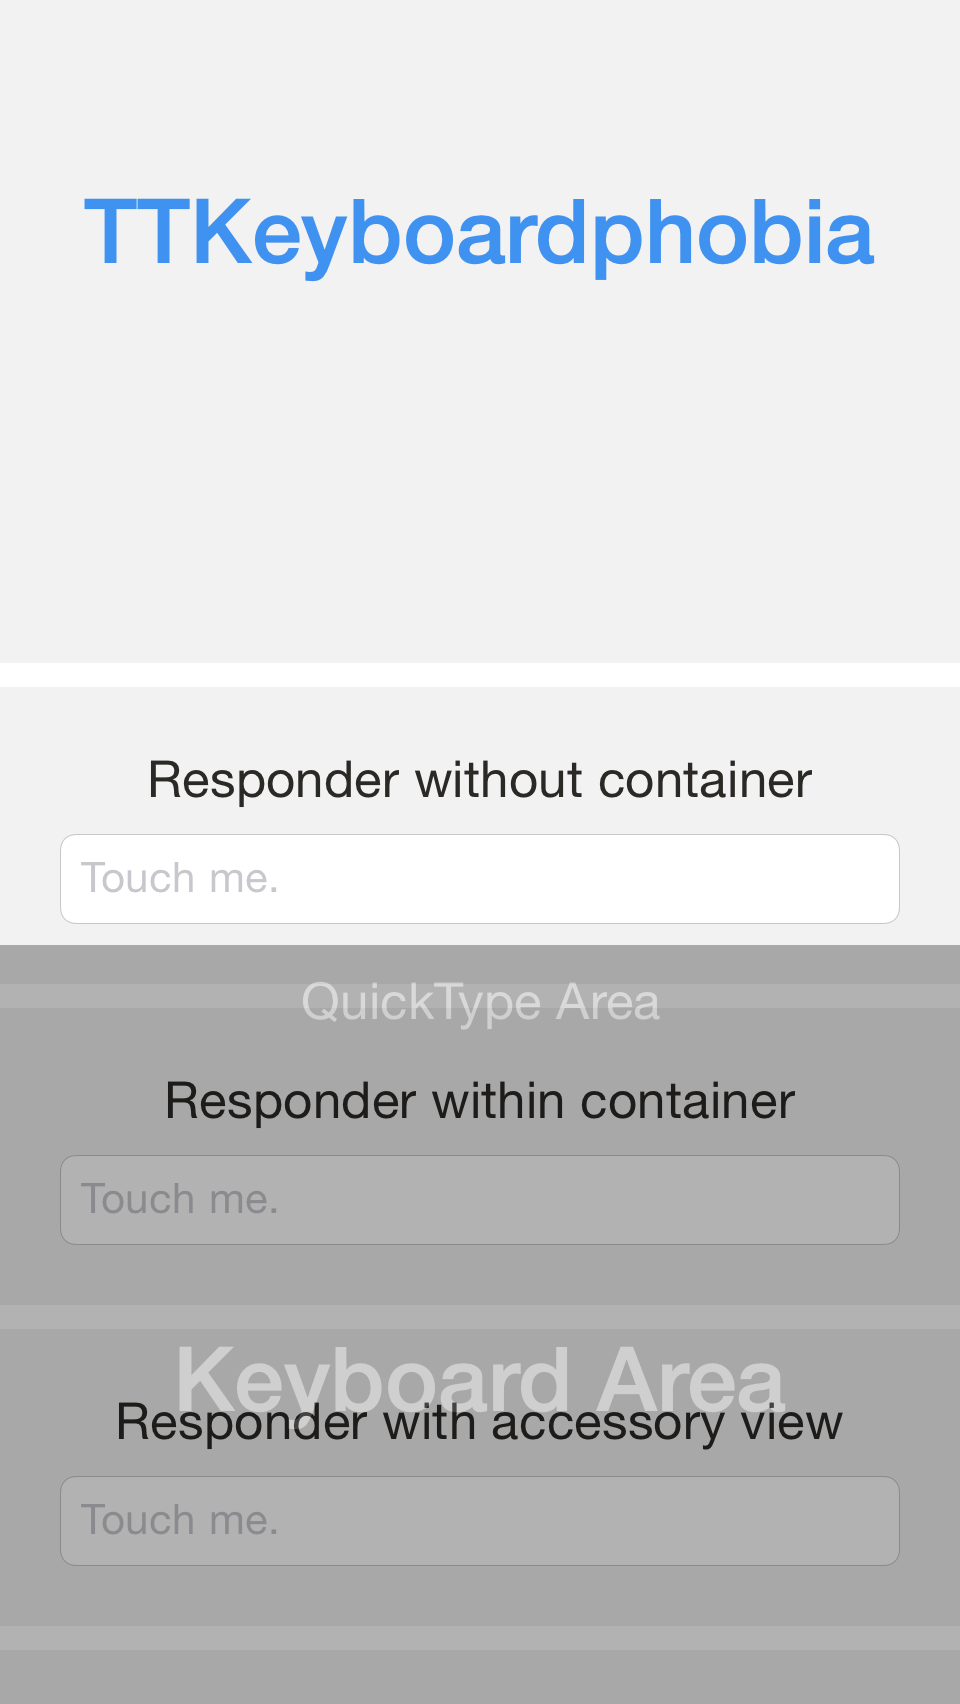 TTKeyboardphobia
Responder without container
Touch me.
QuickType Area
Responder within container
Touch me.
Keyboard Area
Responder with accessory view
Touch me.